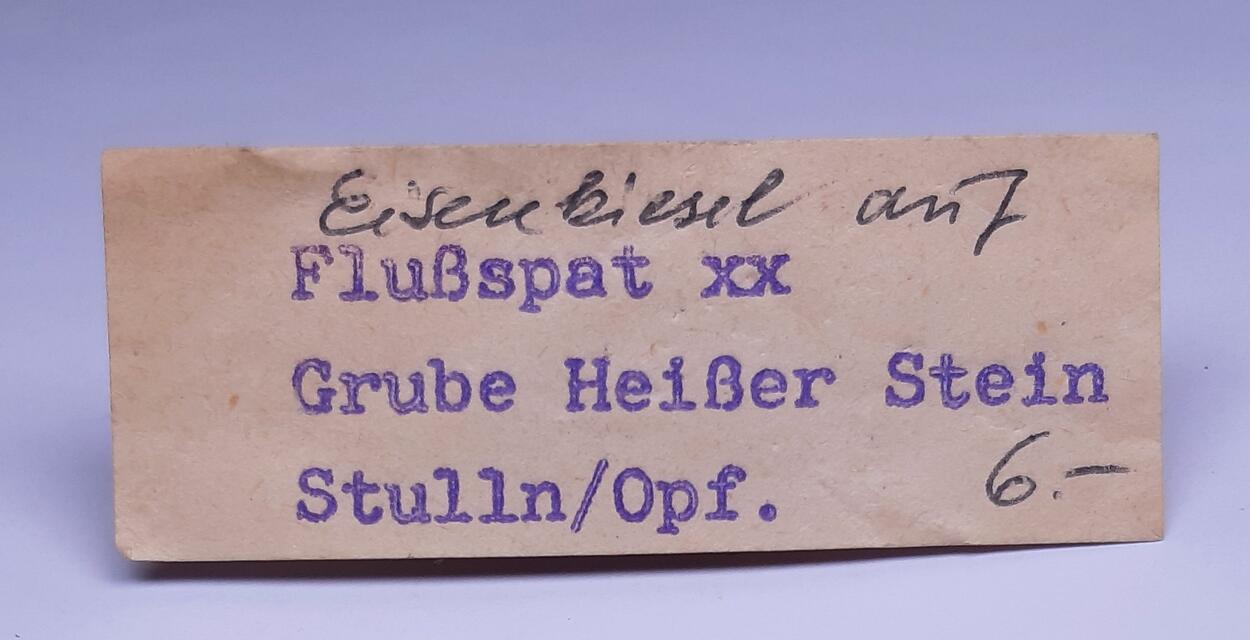 Eisenkiesel auf
Flußspat xx
Grube Heißer Stein
6.-
Stulln/Opf.